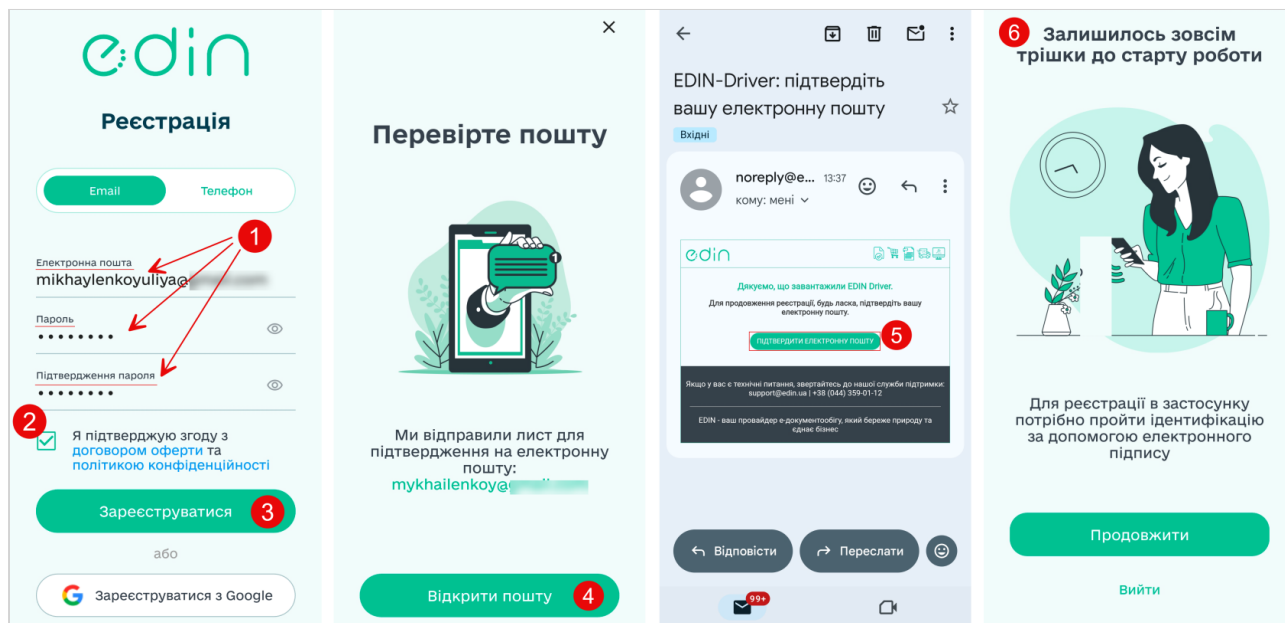 edin
Реєстрація
Email
Телефон
1
Електронна пошта
mikhaylenkoyuliya@
Пароль
Підтвердження пароля
2
Я підтверджую згоду з
договором оферти та
політикою конфіденційності
Зареєструватися
3
або
Зареєструватися з Google
Перевірте пошту
1
Ми відправили лист для
підтвердження на електронну
пошту:
mykhailenkoy@
Відкрити пошту
4
EDIN-Driver: підтвердіть
вашу електронну пошту
Вхідні
noreply@e... 13:37
кому: мені
edin
Дякуємо, що завантажили EDIN Driver.
Для продовження реєстрації, будь ласка, підтвердіть вашу
електронну пошту.
ПІДТВЕРДИТИ ЕЛЕКТРОННУ ПОШТУ
5
Якщо у вас є технічні питання, звертайтесь до нашої служби підтримки:
support@edin.ua | +38 (044) 359-01-12
EDIN - ваш провайдер е-документообігу, який береже природу та
єднає бізнес
Відповісти
Переслати
99+
6
Залишилось зовсім
трішки до старту роботи
Для реєстрації в застосунку
потрібно пройти ідентифікацію
за допомогою електронного
підпису
Продовжити
Вийти